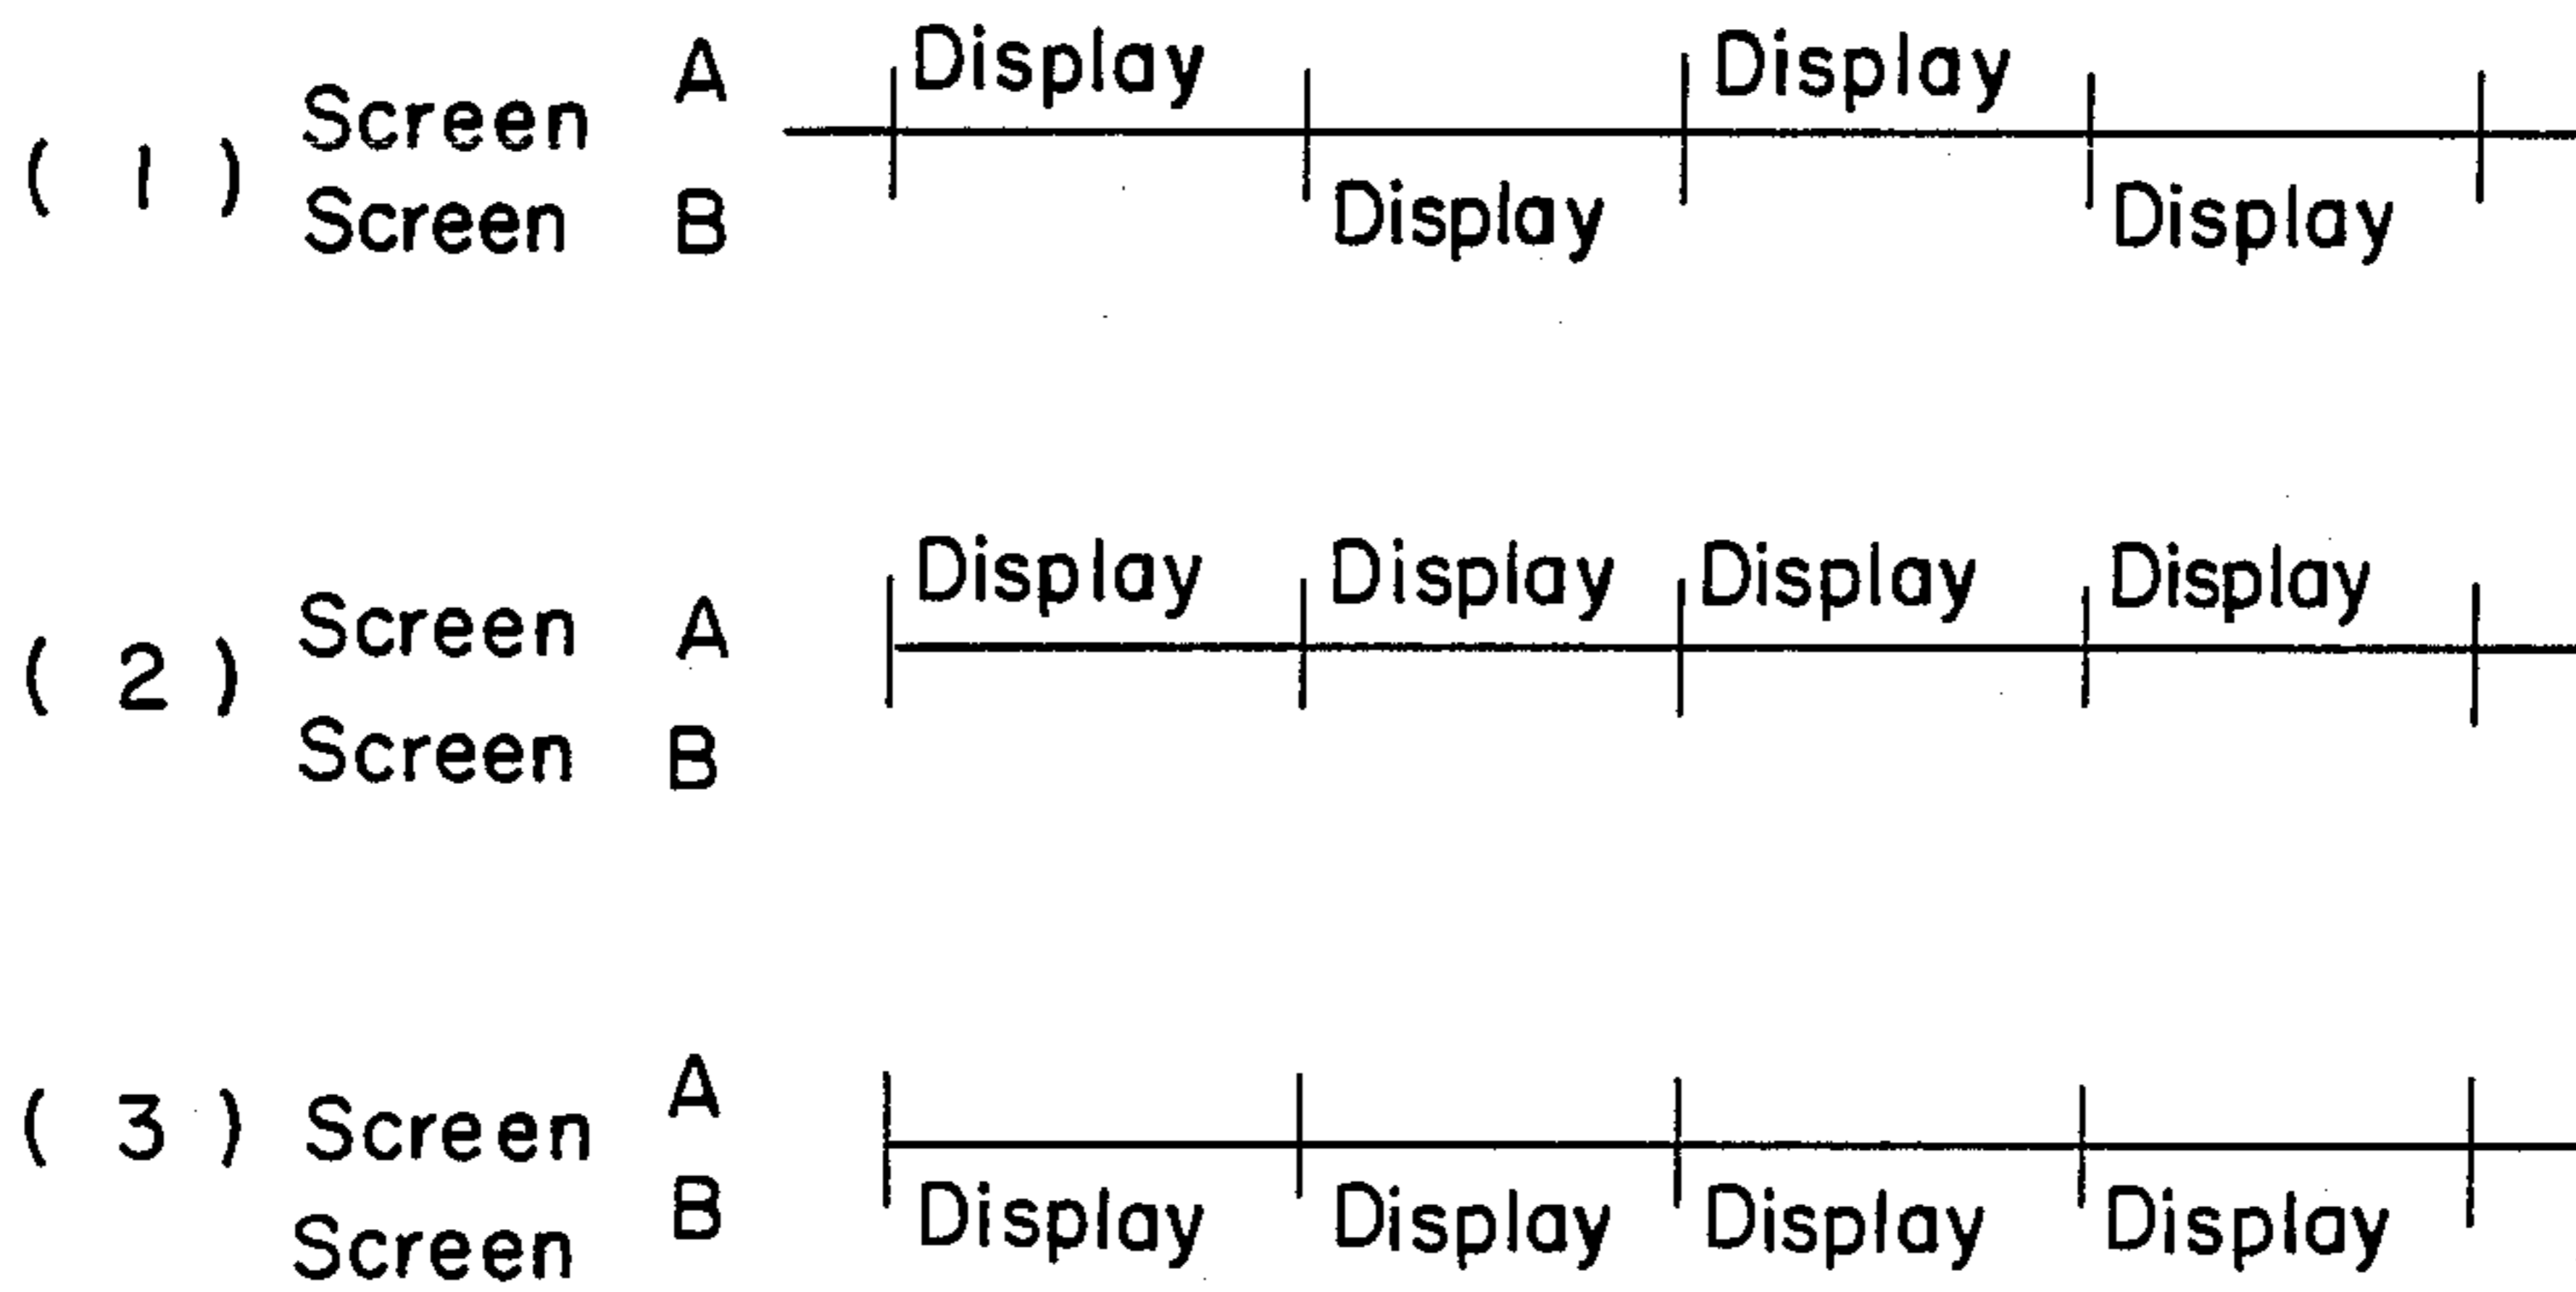 A Display Display
( 1 ) Screen
Screen B Display Display
Display Display Display Display
( 2 ) Screen A
Screen B
A
( 3 ) Screen
B Display Display Display Display
Screen